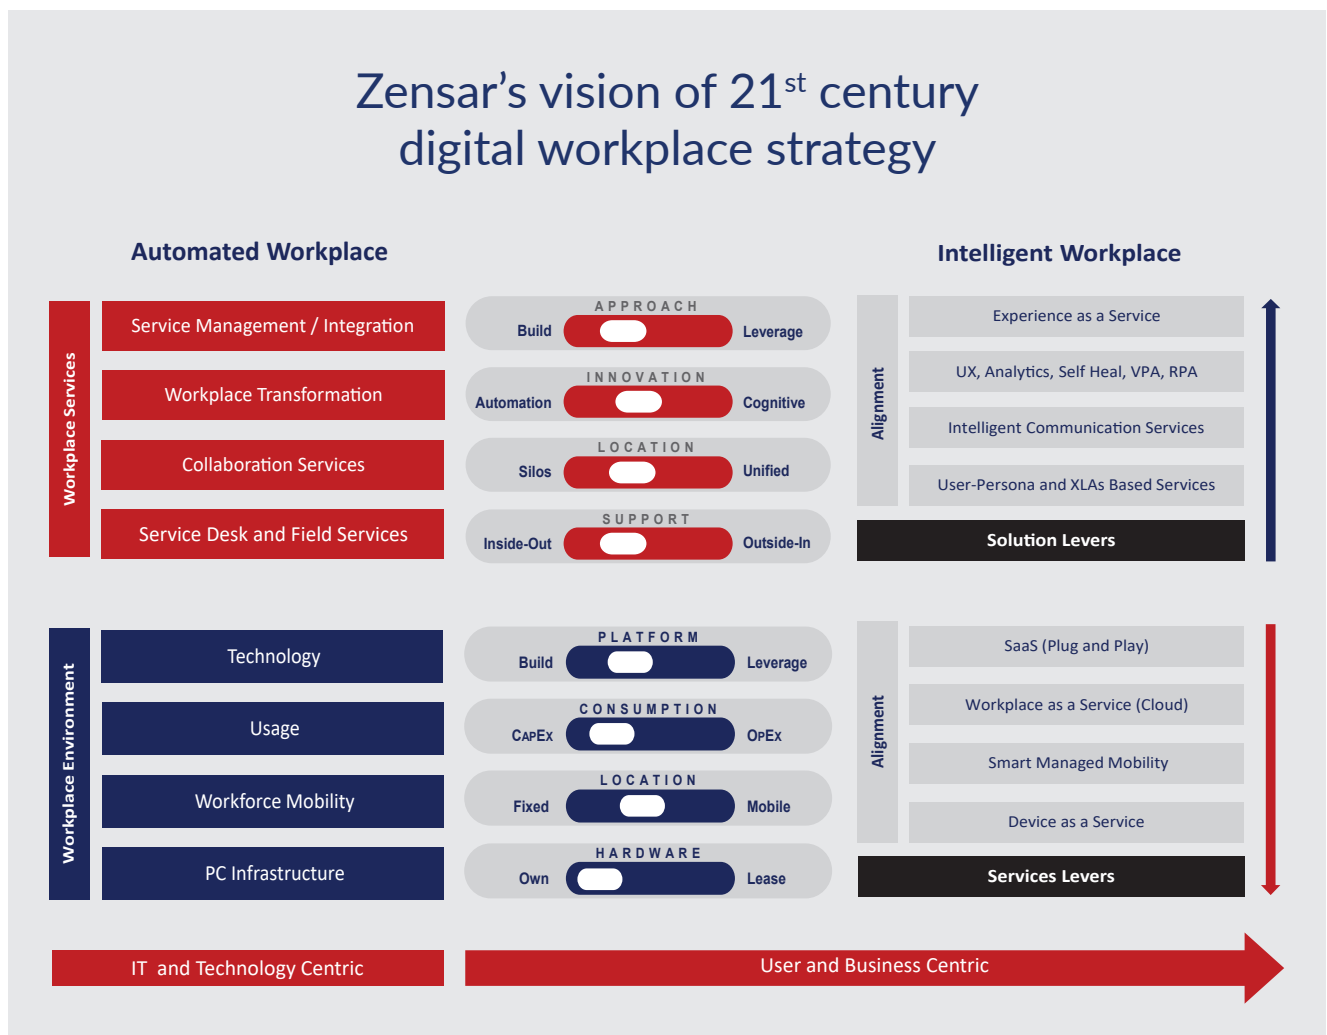 Zensar’s vision of 21st century
digital workplace strategy
Automated Workplace
Intelligent Workplace
Workplace Services
Service Management / Integration
APPROACH
Build
Leverage
Alignment
Experience as a Service
Workplace Transformation
INNOVATION
Automation
Cognitive
UX, Analytics, Self Heal, VPA, RPA
Collaboration Services
LOCATION
Silos
Unified
Intelligent Communication Services
Service Desk and Field Services
SUPPORT
Inside-Out
Outside-In
User-Persona and XLAs Based Services
Solution Levers
Workplace Environment
Technology
PLATFORM
Build
Leverage
Alignment
SaaS (Plug and Play)
Usage
CONSUMPTION
CAPEX
OPEX
Workplace as a Service (Cloud)
Workforce Mobility
LOCATION
Fixed
Mobile
Smart Managed Mobility
PC Infrastructure
HARDWARE
Own
Lease
Device as a Service
Services Levers
IT and Technology Centric
User and Business Centric